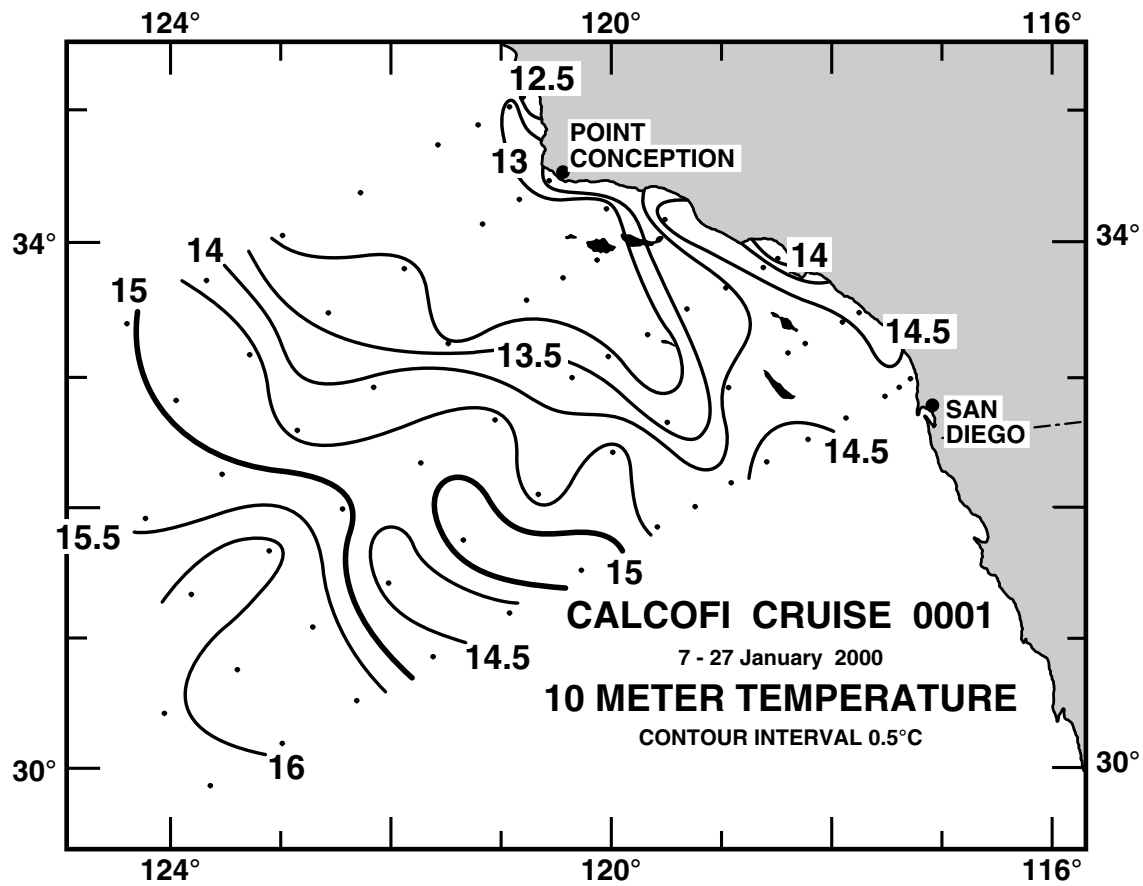 124° 120° 116°
12.5
POINT
CONCEPTION
13
34° 34°
14
14
15
14.5
13.5
SAN
DIEGO
14.5
15.5
15
CALCOFI CRUISE 0001
14.5
7 - 27 January 2000
10 METER TEMPERATURE
CONTOUR INTERVAL 0.5°C
16
30° 30°
124° 120° 116°